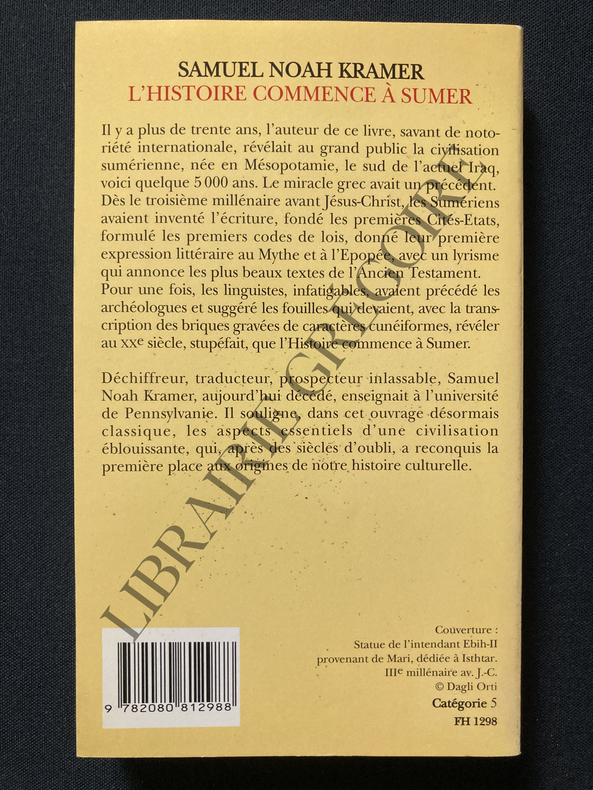 SAMUEL NOAH KRAMER
L'HISTOIRE COMMENCE À SUMER
Il y a plus de trente ans, l'auteur de ce livre, savant de noto-
riété internationale, révélait au grand public la civilisation
sumérienne, née en Mésopotamie, le sud de l'actuel Iraq,
voici quelque 5 000 ans. Le miracle grec avait un précédent.
Dès le troisième millénaire avant Jésus-Christ, les Sumériens
avaient inventé l'écriture, fondé les premières Cités-Etats,
formulé les premiers codes de lois, donné leur première
expression littéraire au Mythe et à l'Epopée, avec un lyrisme
qui annonce les plus beaux textes de l'Ancien Testament.
Pour une fois, les linguistes, infatigables, avaient précédé les
archéologues et suggéré les fouilles qui devaient, avec la trans-
cription des briques gravées de caractères cunéiformes, révéler
au XXe siècle, stupéfait, que l'Histoire commence à Sumer.
Déchiffreur, traducteur, prospecteur inlassable, Samuel
Noah Kramer, aujourd'hui décédé, enseignait à l'université
de Pennsylvanie. Il souligne, dans cet ouvrage désormais
classique, les aspects essentiels d'une civilisation
éblouissante, qui, après des siècles d'oubli, a reconquis la
première place aux origines de notre histoire culturelle.
LIBRAIRIE GRÉGOIRE
Couverture :
Statue de l'intendant Ebih-II
provenant de Mari, dédiée à Isthtar.
IIIe millénaire av. J.-C.
© Dagli Orti
Catégorie 5
FH 1298
9 782080 812988